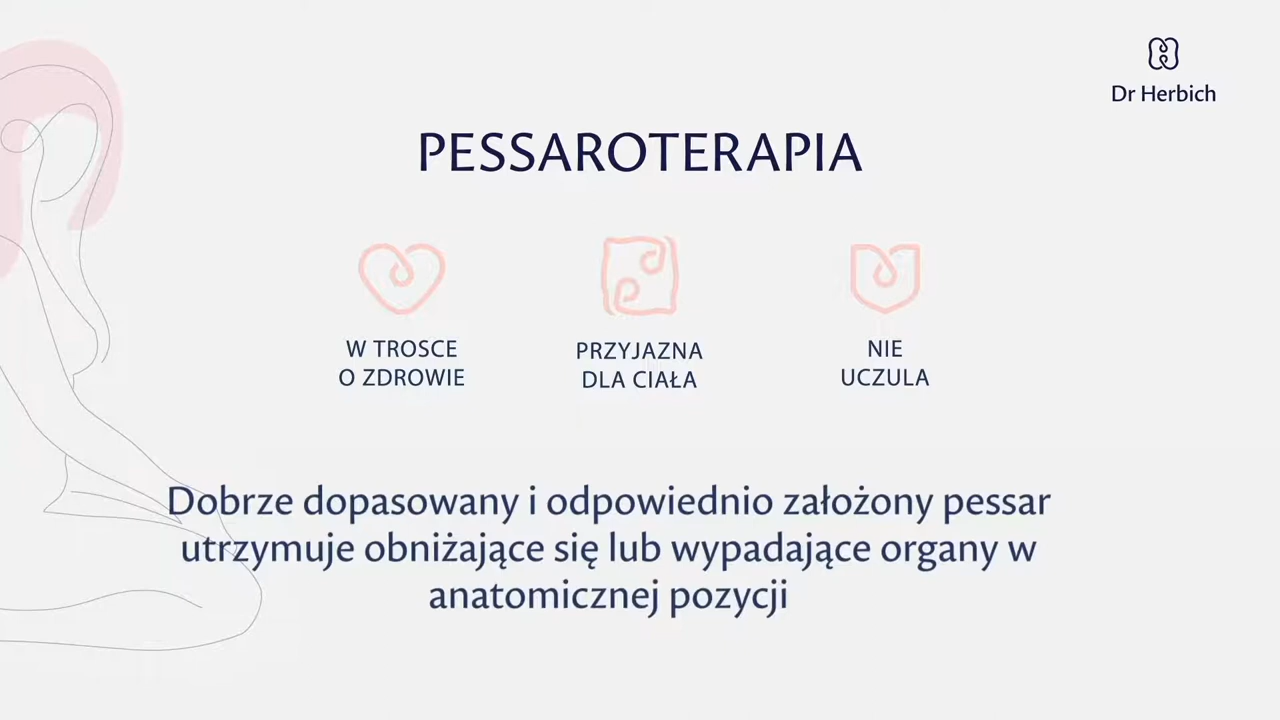 Dr Herbich
PESSAROTERAPIA
W TROSCE
O ZDROWIE
PRZYJAZNA
DLA CIAŁA
NIE
UCZULA
Dobrze dopasowany i odpowiednio założony pessar
utrzymuje obniżające się lub wypadające organy w
anatomicznej pozycji